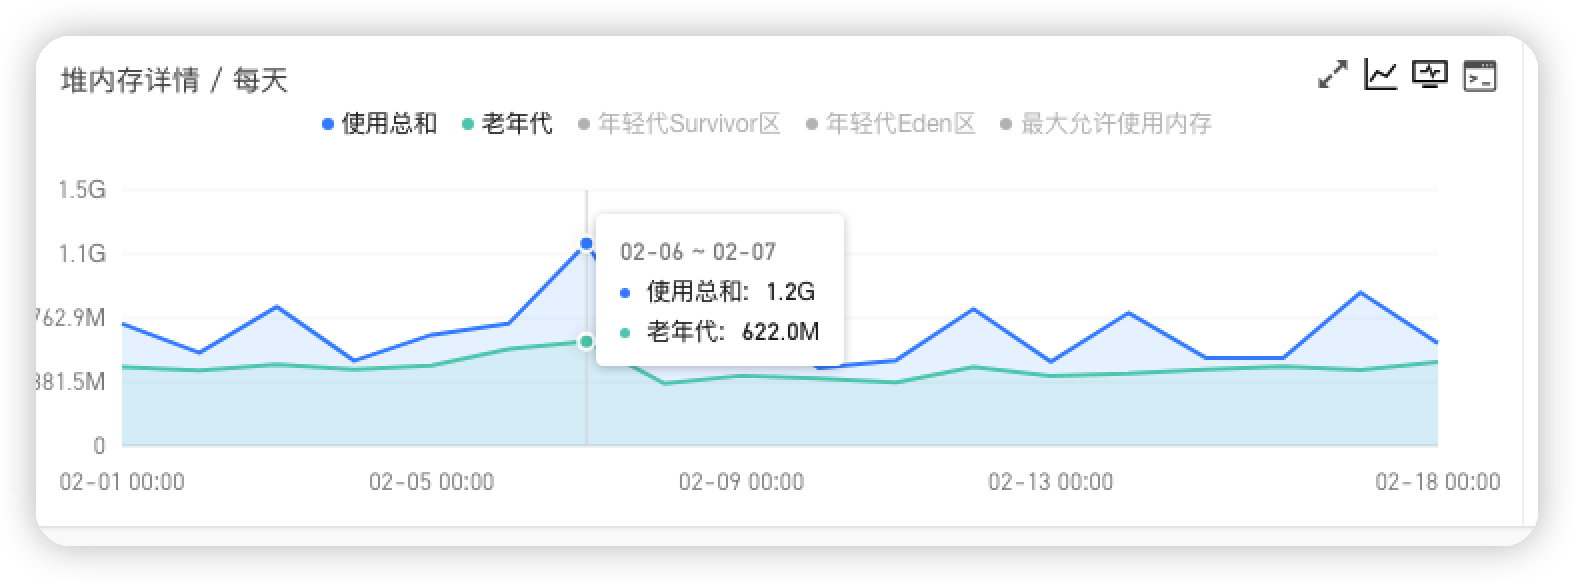 堆内存详情 / 每天
使用总和 老年代 年轻代Survivor区 年轻代Eden区 最大允许使用内存
1.5G
1.1G
762.9M
381.5M
0
02-06 ~ 02-07
使用总和: 1.2G
老年代: 622.0M
02-01 00:00 02-05 00:00 02-09 00:00 02-13 00:00 02-18 00:00